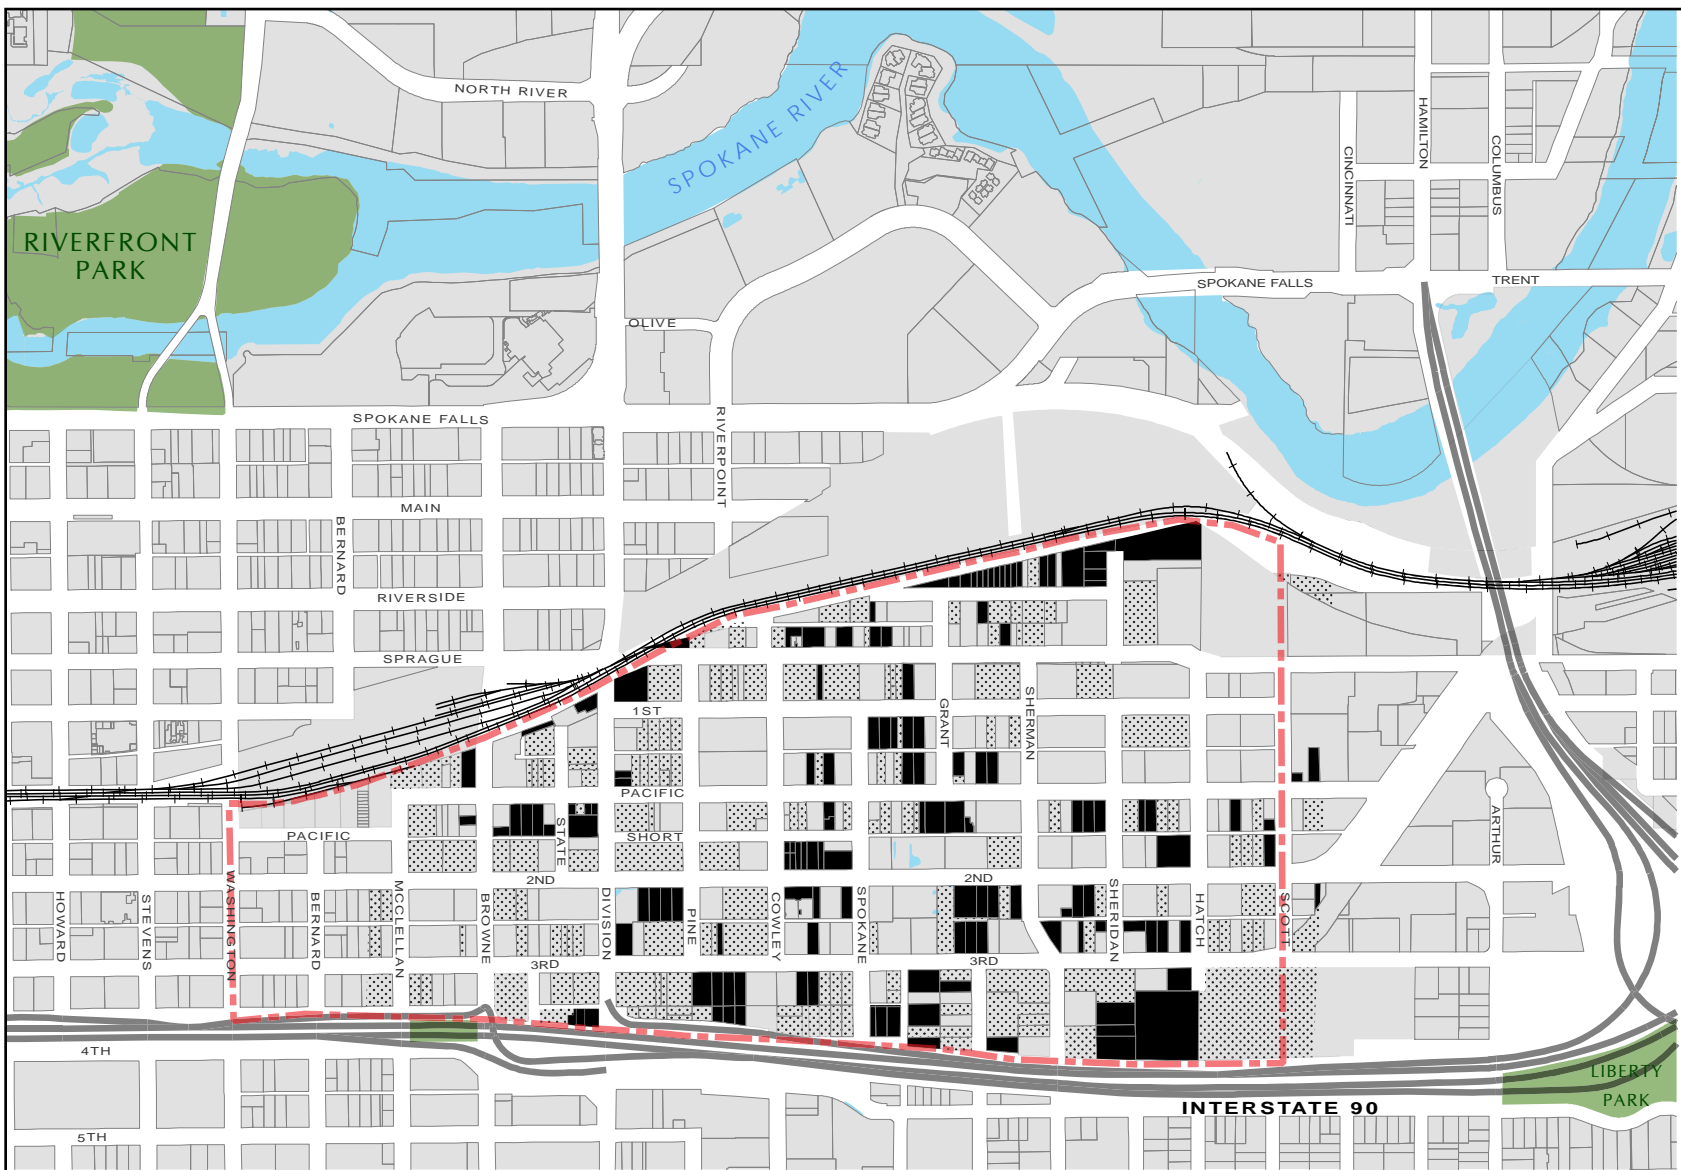 NORTH RIVER
SPOKANE RIVER
HAMILTON
COLUMBUS
CINCINNATI
RIVERFRONT
PARK
SPOKANE FALLS
TRENT
OLIVE
SPOKANE FALLS
RIVERPOINT
MAIN
BERNARD
RIVERSIDE
SPRAGUE
1ST
GRANT
SHERMAN
PACIFIC
PACIFIC
SHORT
STATE
ARTHUR
2ND
2ND
HOWARD
STEVENS
WASHINGTON
BERNARD
MCCLELLAN
BROWNE
DIVISION
PINE
COWLEY
SPOKANE
SHERIDAN
HATCH
SCOTT
3RD
3RD
4TH
LIBERTY
PARK
INTERSTATE 90
5TH